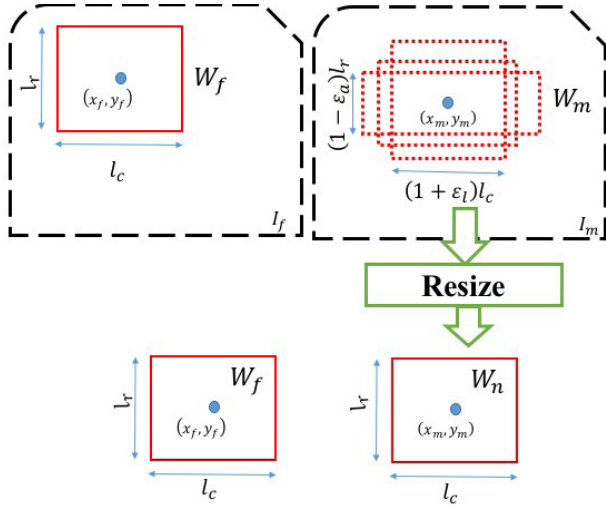 l_r
W_f
(x_f, y_f)
l_c
I_f
(1 − ε_a)l_r
W_m
(x_m, y_m)
(1 + ε_l)l_c
I_m
Resize
l_r
W_f
(x_f, y_f)
l_c
l_r
W_n
(x_m, y_m)
l_c